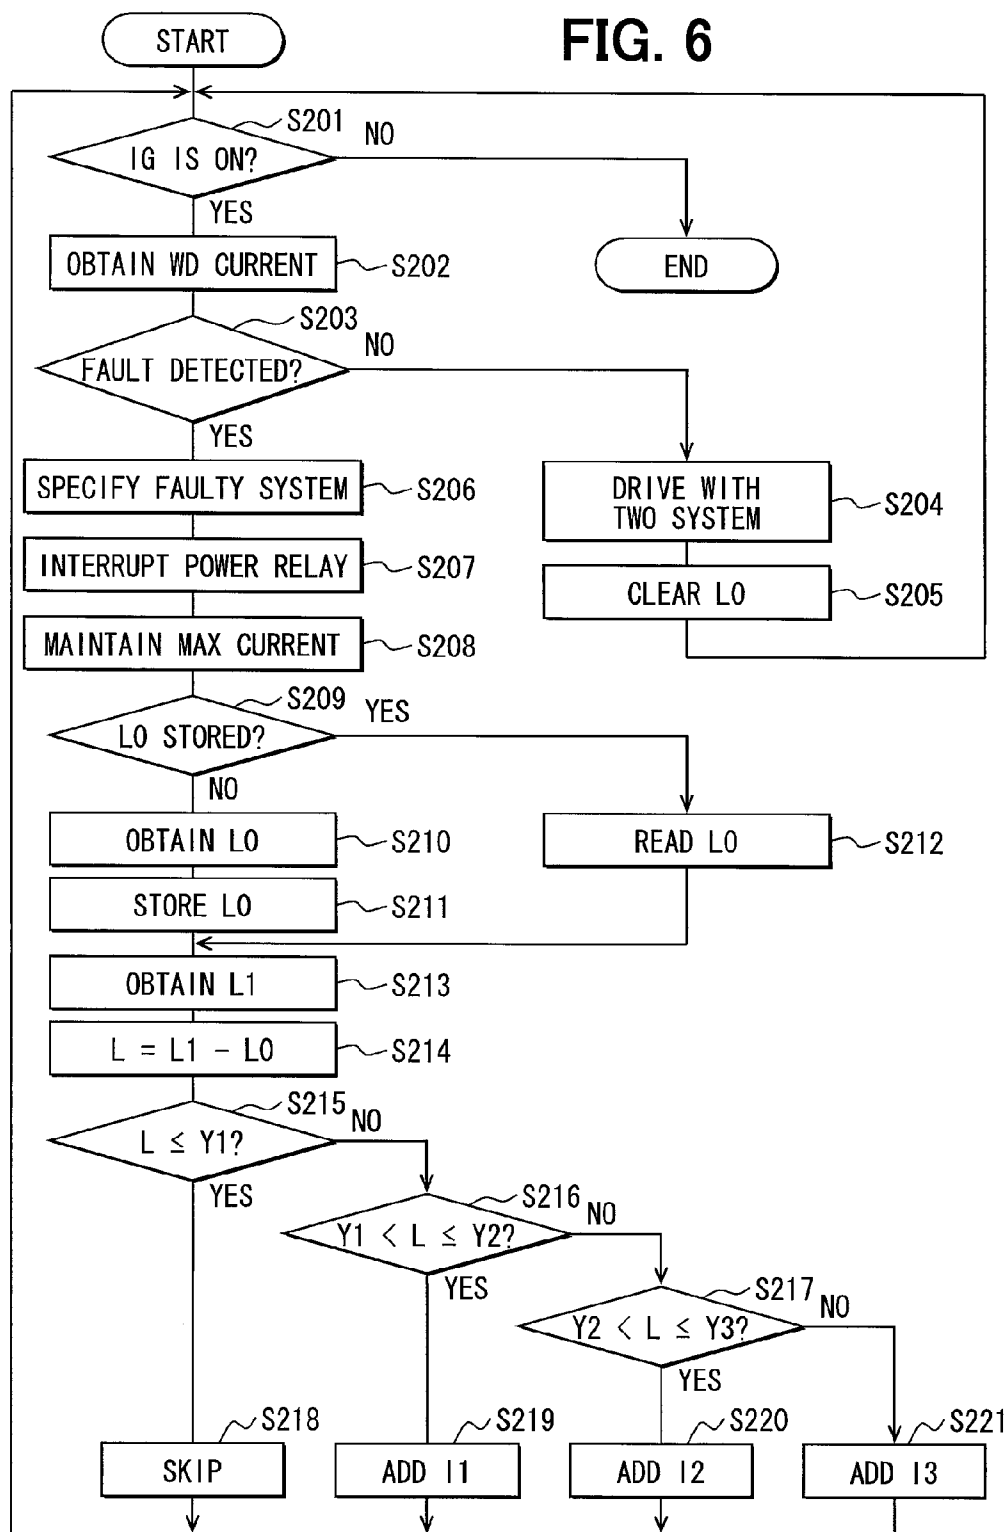 FIG. 6
START
S201
IG IS ON?
NO
YES
OBTAIN WD CURRENT
S202
END
S203
FAULT DETECTED?
NO
YES
SPECIFY FAULTY SYSTEM
S206
DRIVE WITH
TWO SYSTEM
S204
INTERRUPT POWER RELAY
S207
CLEAR L0
S205
MAINTAIN MAX CURRENT
S208
S209
L0 STORED?
YES
NO
OBTAIN L0
S210
READ L0
S212
STORE L0
S211
OBTAIN L1
S213
L = L1 - L0
S214
S215
L ≤ Y1?
NO
YES
S216
Y1 < L ≤ Y2?
NO
YES
S217
Y2 < L ≤ Y3?
NO
YES
S218
SKIP
S219
ADD I1
S220
ADD I2
S221
ADD I3